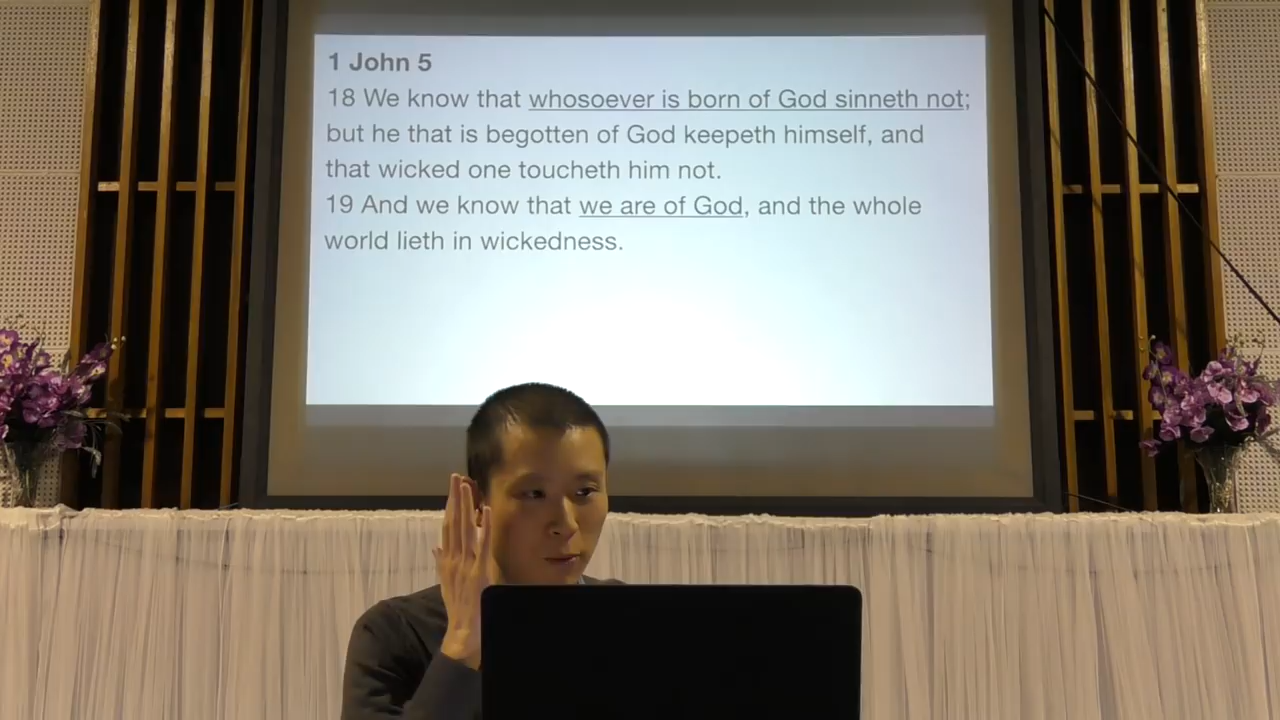 1 John 5
18 We know that whosoever is born of God sinneth not;
but he that is begotten of God keepeth himself, and
that wicked one toucheth him not.
19 And we know that we are of God, and the whole
world lieth in wickedness.